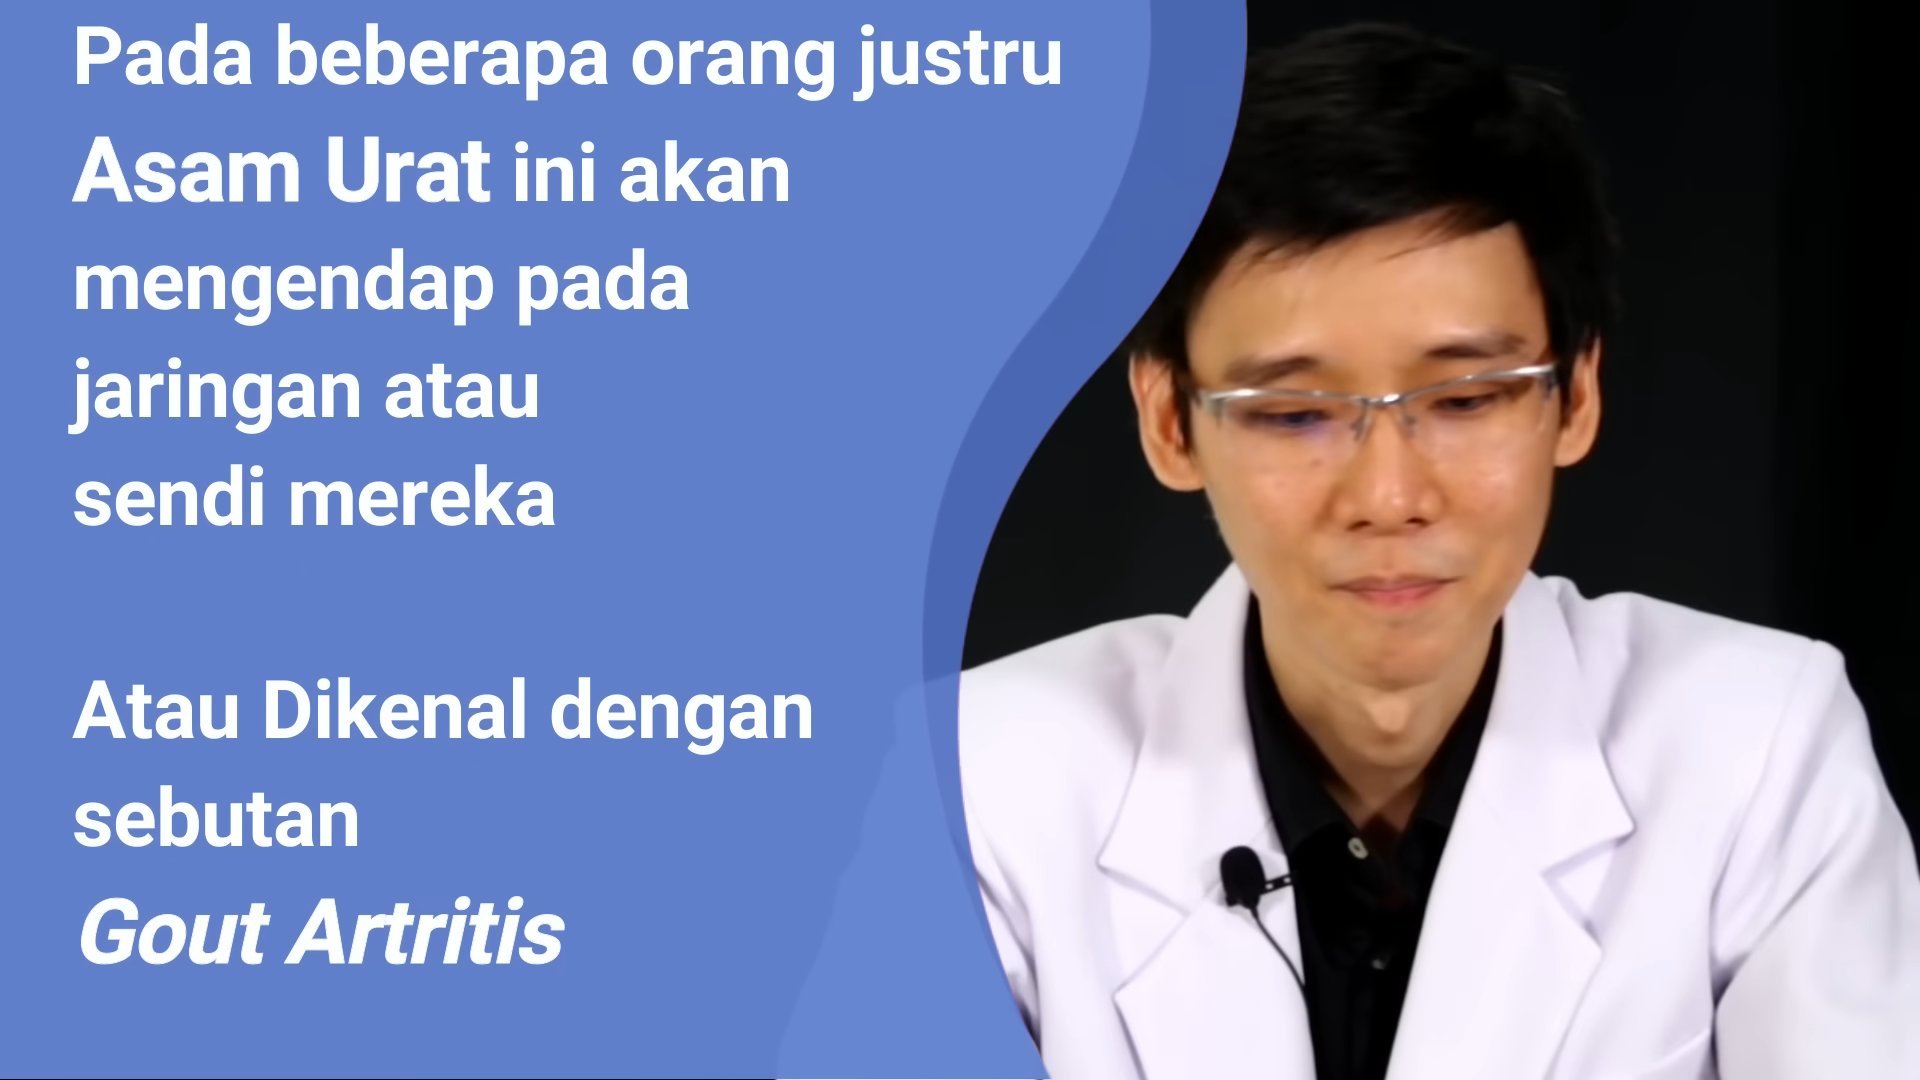 Pada beberapa orang justru
Asam Urat ini akan
mengendap pada
jaringan atau
sendi mereka
Atau Dikenal dengan
sebutan
Gout Artritis